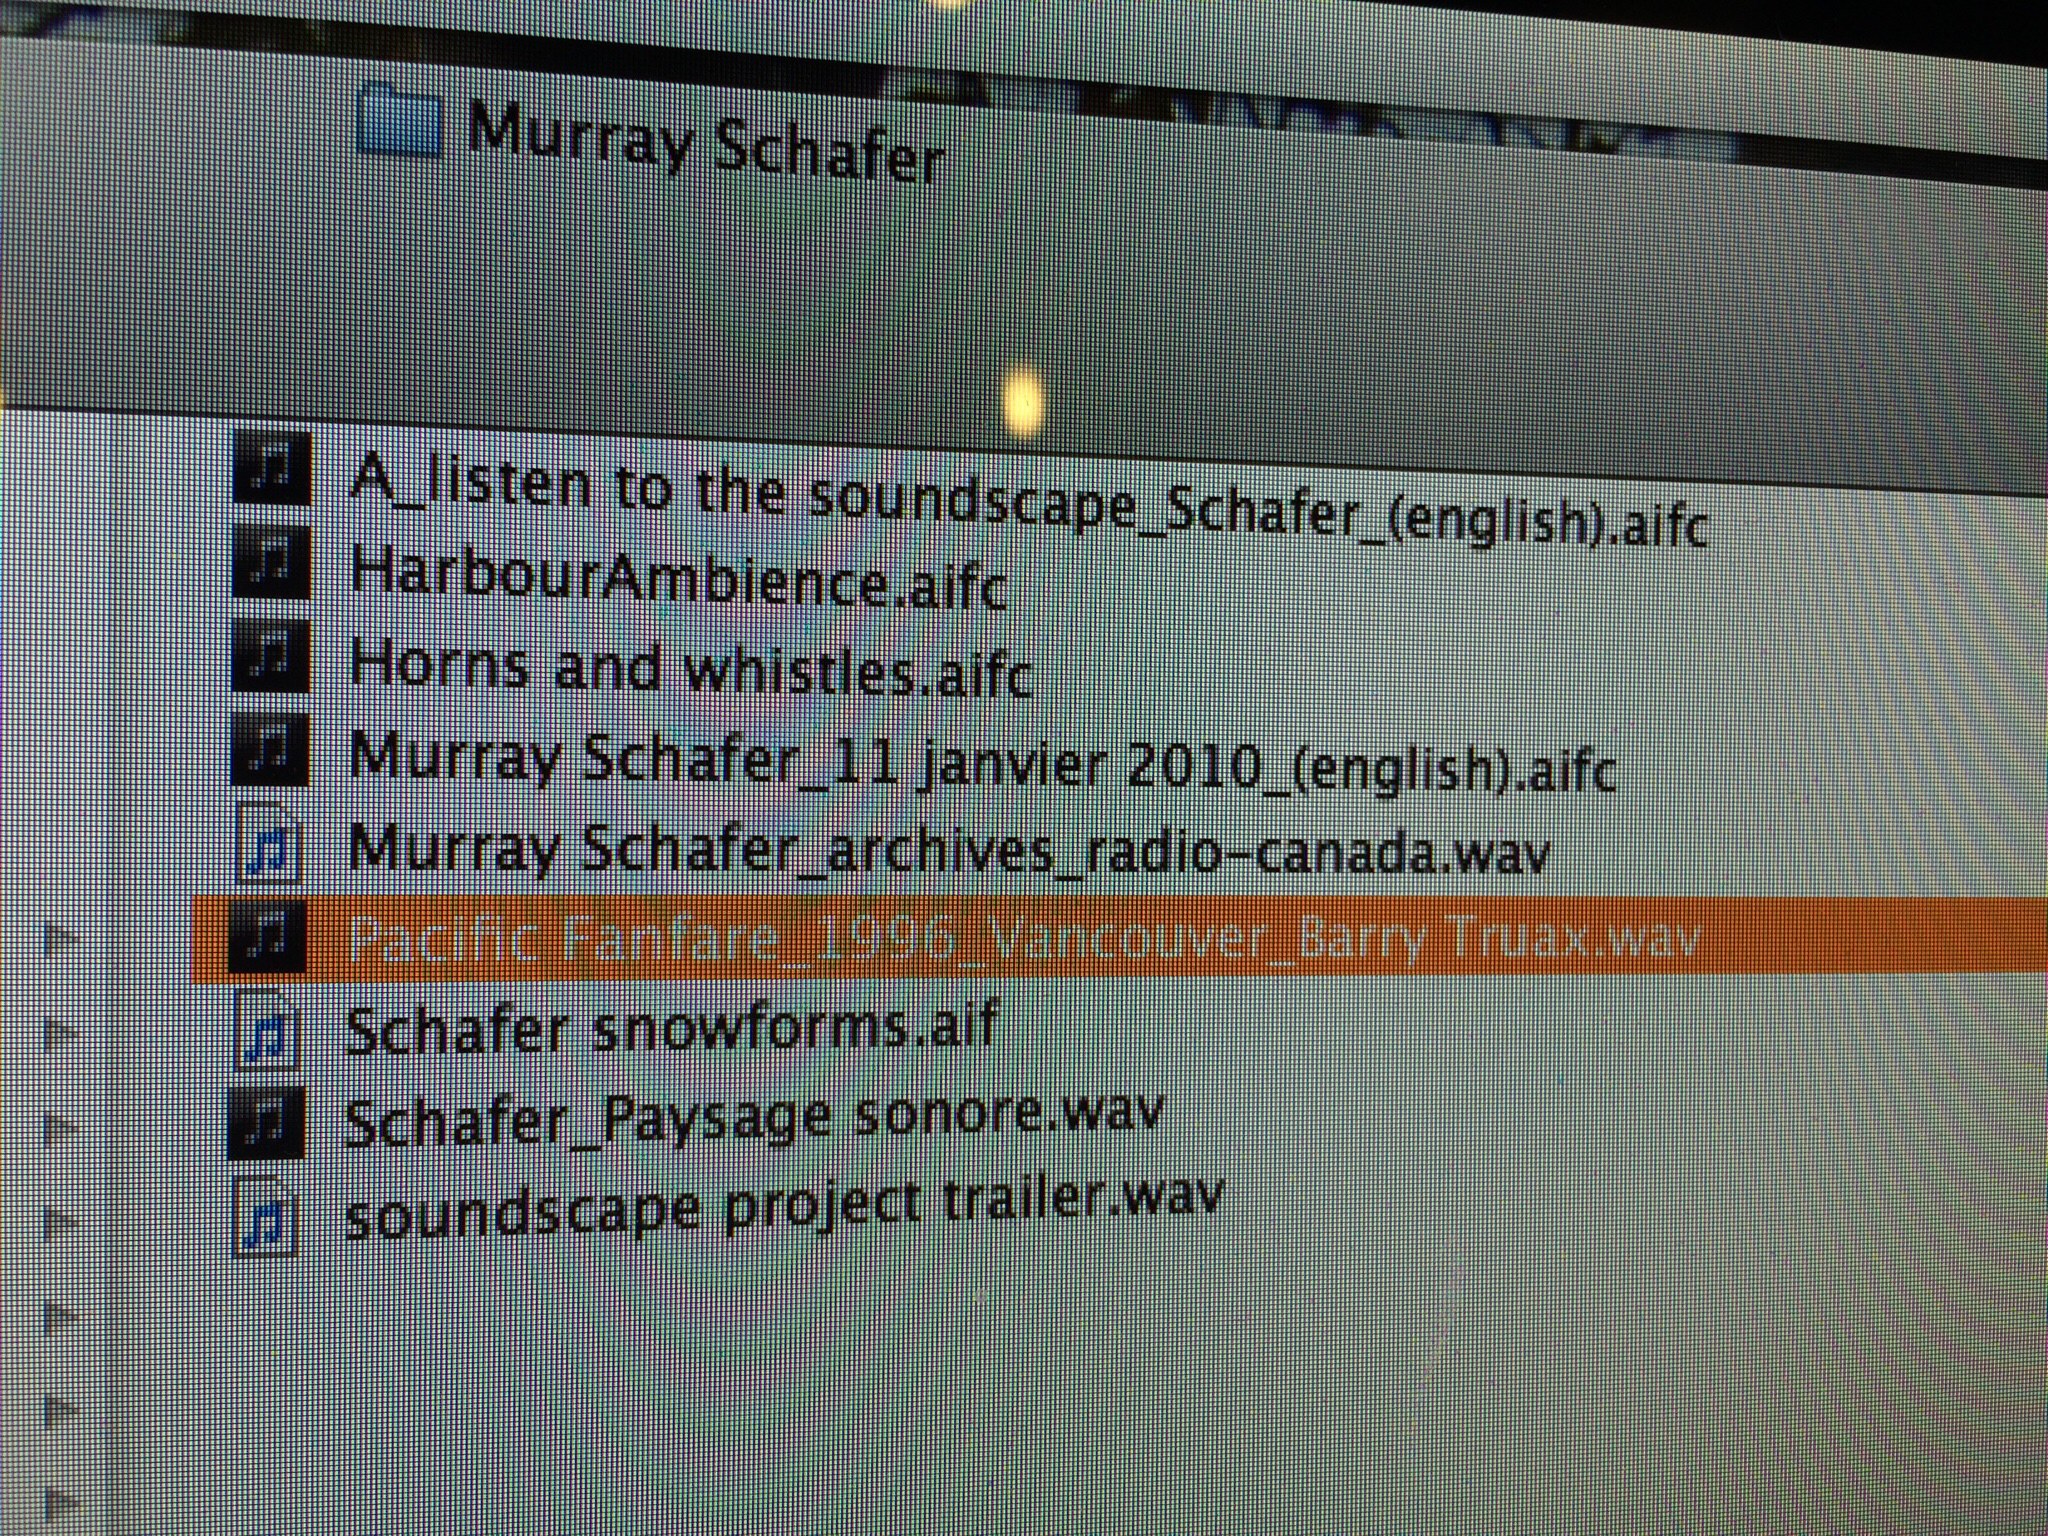 Murray Schafer
A_listen to the soundscape_Schafer_(english).aifc
HarbourAmbience.aifc
Horns and whistles.aifc
Murray Schafer_11 janvier 2010_(english).aifc
Murray Schafer_archives_radio-canada.wav
Pacific Fanfare_1996_Vancouver_Barry Truax.wav
Schafer snowforms.aif
Schafer_Paysage sonore.wav
soundscape project trailer.wav